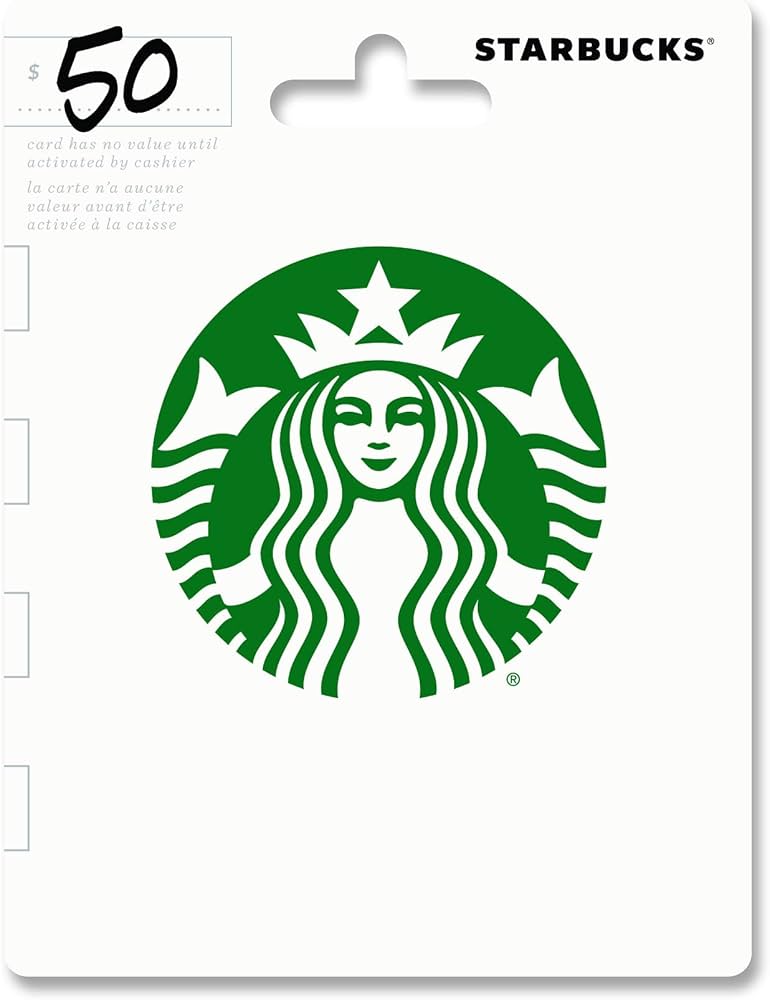 $ 50
STARBUCKS®
card has no value until
activated by cashier
la carte n'a aucune
valeur avant d'être
activée à la caisse
®